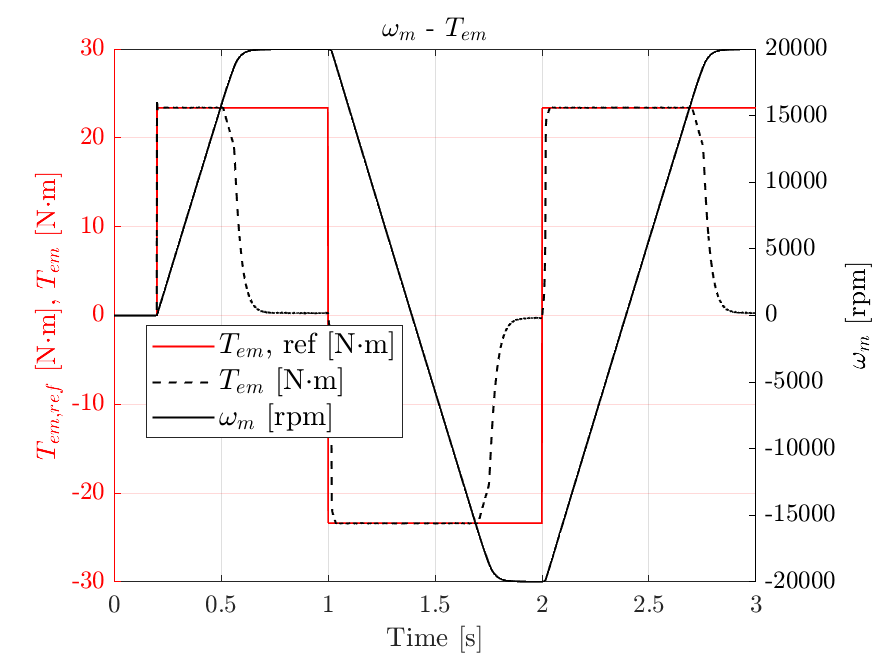 ω_m - T_em
30
20
10
0
-10
-20
-30
T_em,ref [N·m], T_em [N·m]
20000
15000
10000
5000
0
-5000
-10000
-15000
-20000
ω_m [rpm]
T_em, ref [N·m]
T_em [N·m]
ω_m [rpm]
0 0.5 1 1.5 2 2.5 3
Time [s]